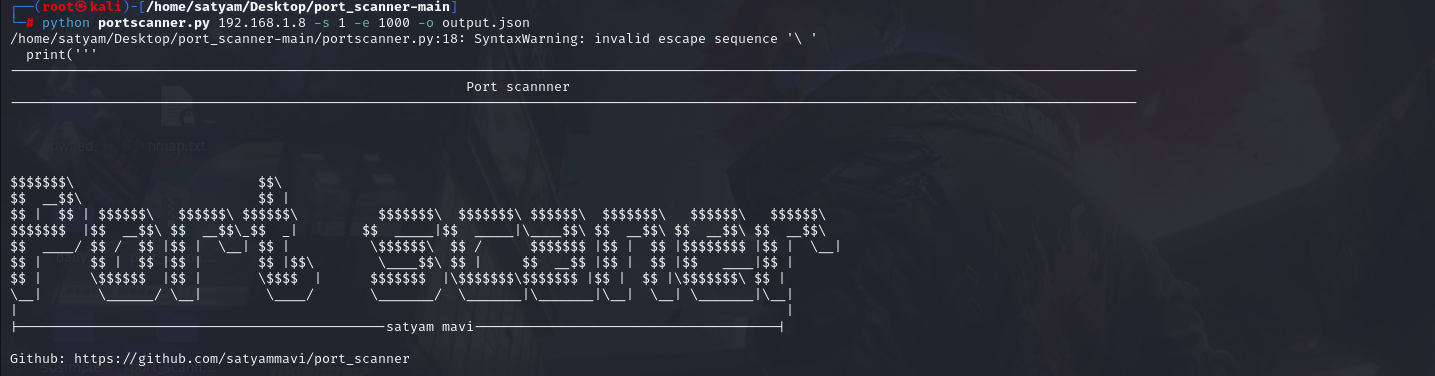 ┌──(root㉿kali)-[/home/satyam/Desktop/port_scanner-main]
└─# python portscanner.py 192.168.1.8 -s 1 -e 1000 -o output.json
/home/satyam/Desktop/port_scanner-main/portscanner.py:18: SyntaxWarning: invalid escape sequence '\ '
  print('''
Port scannner
pwned
nmap.txt
$$$$$$$\                       $$\
$$  __$$\                      $$ |
$$ |  $$ | $$$$$$\   $$$$$$\ $$$$$$\          $$$$$$$\  $$$$$$$\ $$$$$$\  $$$$$$$\   $$$$$$\   $$$$$$\
$$$$$$$  |$$  __$$\ $$  __$$\_$$  _|        $$  _____|$$  _____|\____$$\ $$  __$$\ $$  __$$\ $$  __$$\
$$  ____/ $$ /  $$ |$$ |  \__| $$ |          \$$$$$$\  $$ /      $$$$$$$ |$$ |  $$ |$$$$$$$$ |$$ |  \__|
$$ |      $$ |  $$ |$$ |       $$ |$$\        \____$$\ $$ |     $$  __$$ |$$ |  $$ |$$   ____|$$ |
$$ |      \$$$$$$  |$$ |       \$$$$  |      $$$$$$$  |\$$$$$$$\$$$$$$$ |$$ |  $$ |\$$$$$$$\ $$ |
\__|       \______/ \__|        \____/       \_______/  \_______|\_______|\__|  \__| \_______|\__|
|                                                                                                |
|──────────────────────────satyam mavi──────────────────────────|
Github: https://github.com/satyammavi/port_scanner